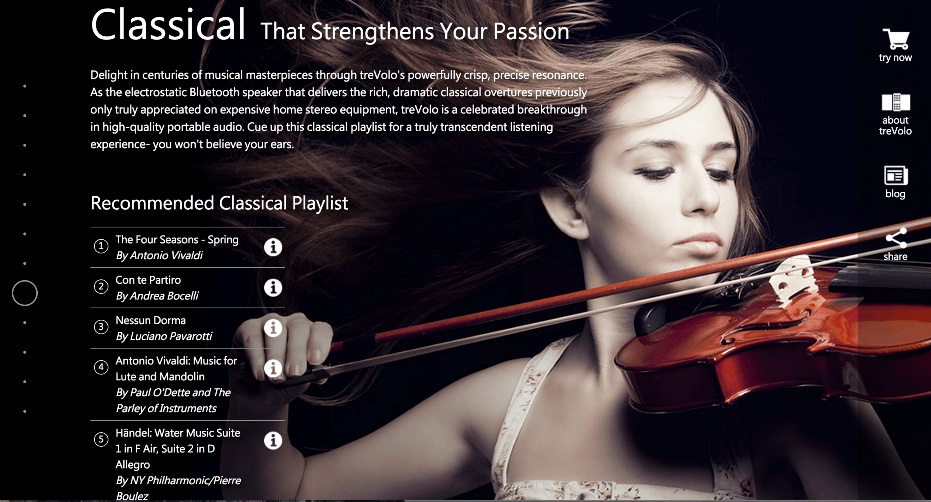 Classical That Strengthens Your Passion
Delight in centuries of musical masterpieces through treVolo's powerfully crisp, precise resonance.
As the electrostatic Bluetooth speaker that delivers the rich, dramatic classical overtures previously
only truly appreciated on expensive home stereo equipment, treVolo is a celebrated breakthrough
in high-quality portable audio. Cue up this classical playlist for a truly transcendent listening
experience- you won't believe your ears.
Recommended Classical Playlist
1 The Four Seasons - Spring
By Antonio Vivaldi
2 Con te Partiro
By Andrea Bocelli
3 Nessun Dorma
By Luciano Pavarotti
4 Antonio Vivaldi: Music for
Lute and Mandolin
By Paul O'Dette and The
Parley of Instruments
5 Händel: Water Music Suite
1 in F Air, Suite 2 in D
Allegro
By NY Philharmonic/Pierre
Boulez
try now
about
treVolo
blog
share